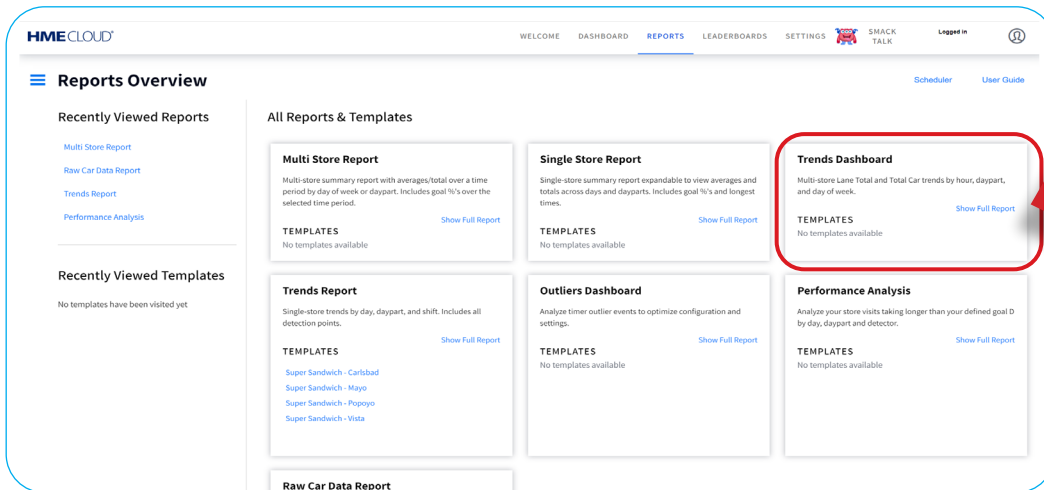 HME CLOUD®
WELCOME DASHBOARD REPORTS LEADERBOARDS SETTINGS SMACK TALK Logged in
Reports Overview
Scheduler User Guide
Recently Viewed Reports
Multi Store Report
Raw Car Data Report
Trends Report
Performance Analysis
Recently Viewed Templates
No templates have been visited yet
All Reports & Templates
Multi Store Report
Multi-store summary report with averages/total over a time
period by day of week or daypart. Includes goal %'s over the
selected time period.
Show Full Report
TEMPLATES
No templates available
Single Store Report
Single-store summary report expandable to view averages and
totals across days and dayparts. Includes goal %'s and longest
times.
Show Full Report
TEMPLATES
No templates available
Trends Dashboard
Multi-store Lane Total and Total Car trends by hour, daypart,
and day of week.
Show Full Report
TEMPLATES
No templates available
Trends Report
Single-store trends by day, daypart, and shift. Includes all
detection points.
Show Full Report
TEMPLATES
Super Sandwich - Carlsbad
Super Sandwich - Mayo
Super Sandwich - Popoyo
Super Sandwich - Vista
Outliers Dashboard
Analyze timer outlier events to optimize configuration and
settings.
Show Full Report
TEMPLATES
No templates available
Performance Analysis
Analyze your store visits taking longer than your defined goal D
by day, daypart and detector.
Show Full Report
TEMPLATES
No templates available
Raw Car Data Report